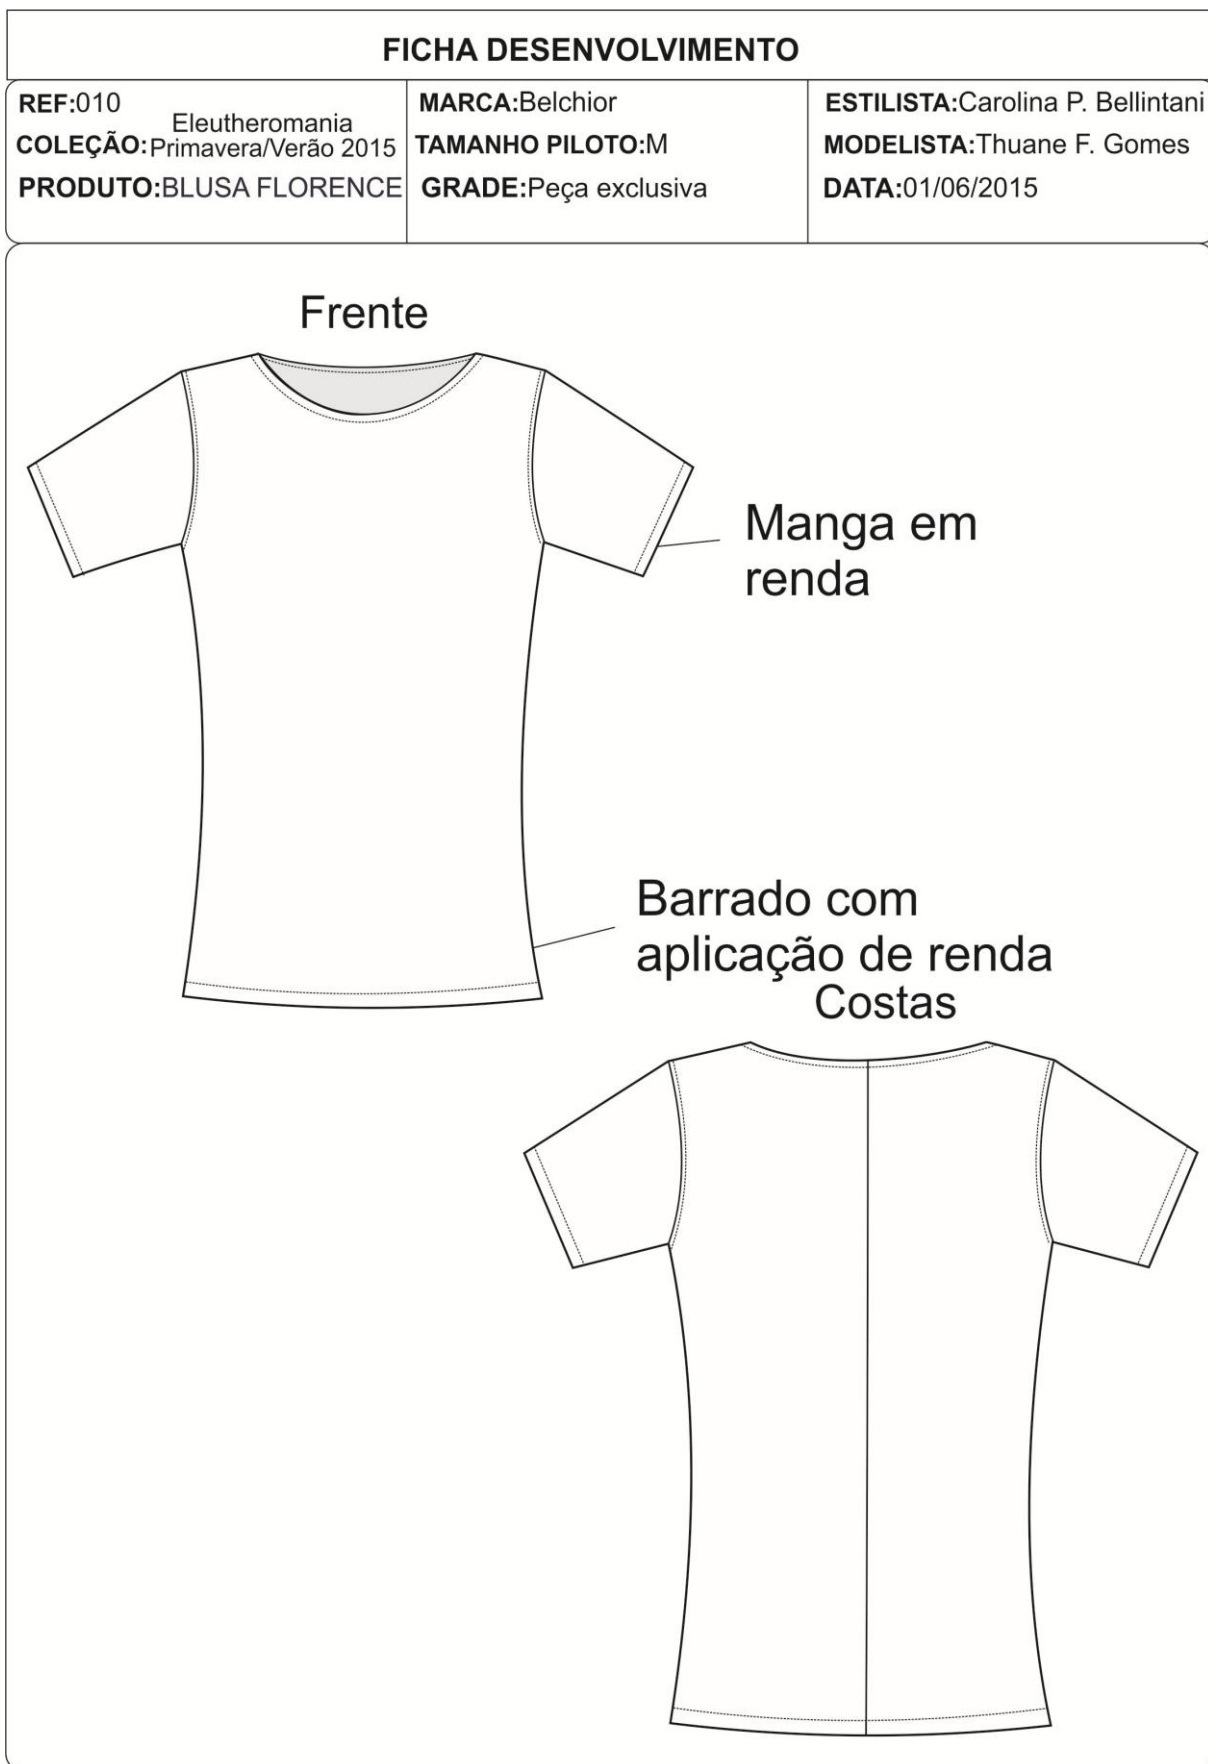 FICHA DESENVOLVIMENTO
REF:010
Eleutheromania
COLEÇÃO:Primavera/Verão 2015
PRODUTO:BLUSA FLORENCE
MARCA:Belchior
TAMANHO PILOTO:M
GRADE:Peça exclusiva
ESTILISTA:Carolina P. Bellintani
MODELISTA:Thuane F. Gomes
DATA:01/06/2015
Frente
Manga em
renda
Barrado com
aplicação de renda
Costas